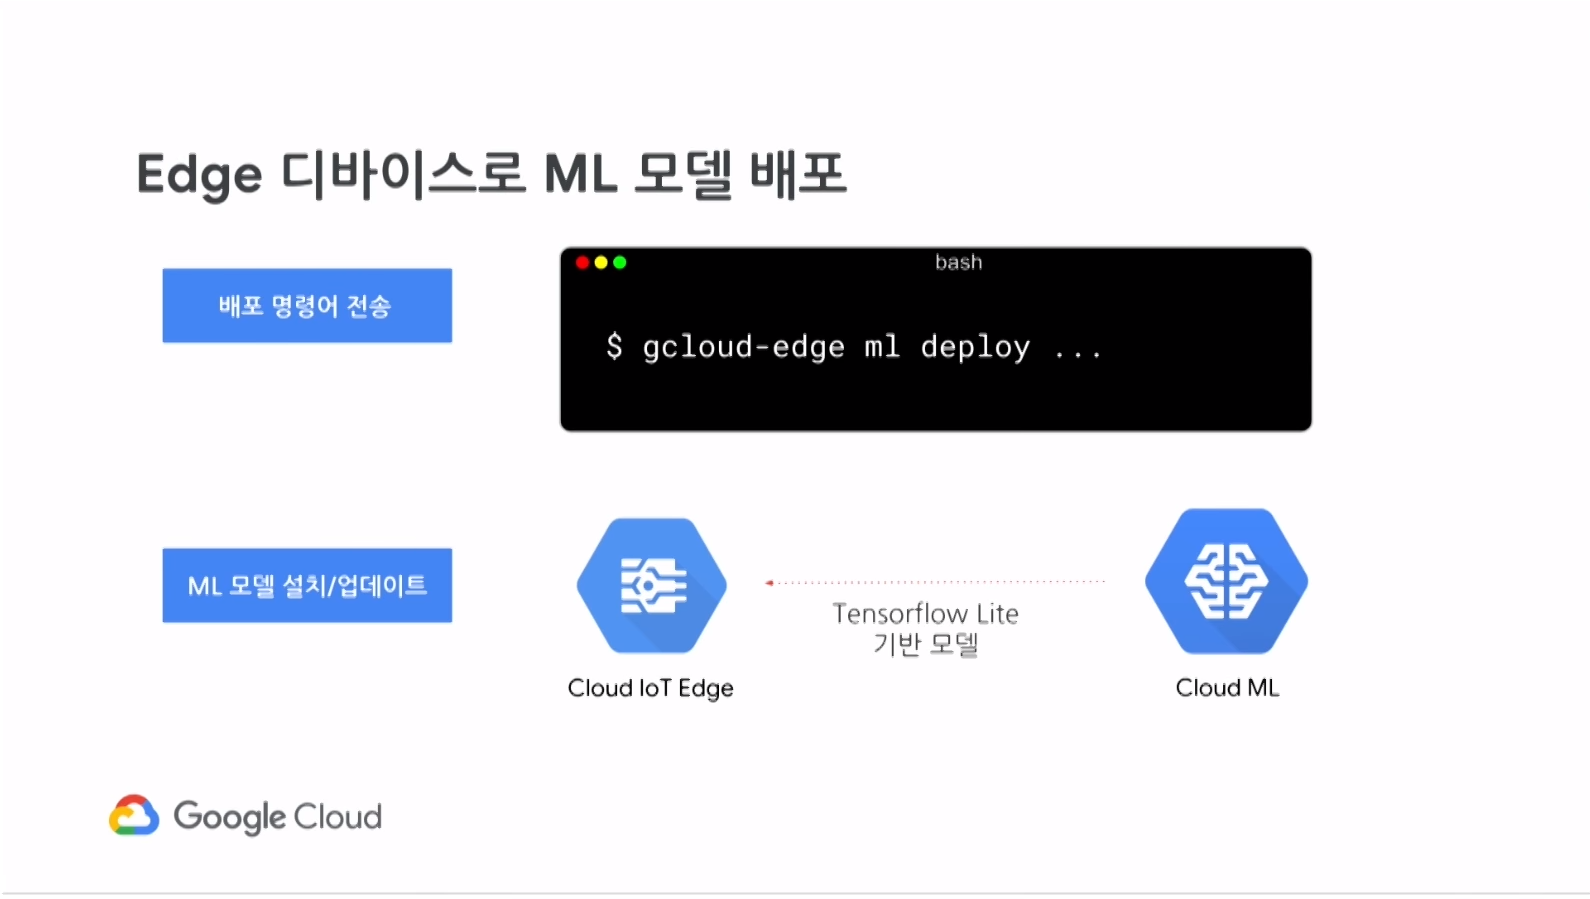 Edge 디바이스로 ML 모델 배포
배포 명령어 전송
bash
$ gcloud-edge ml deploy ...
ML 모델 설치/업데이트
Tensorflow Lite
기반 모델
Cloud IoT Edge
Cloud ML
Google Cloud